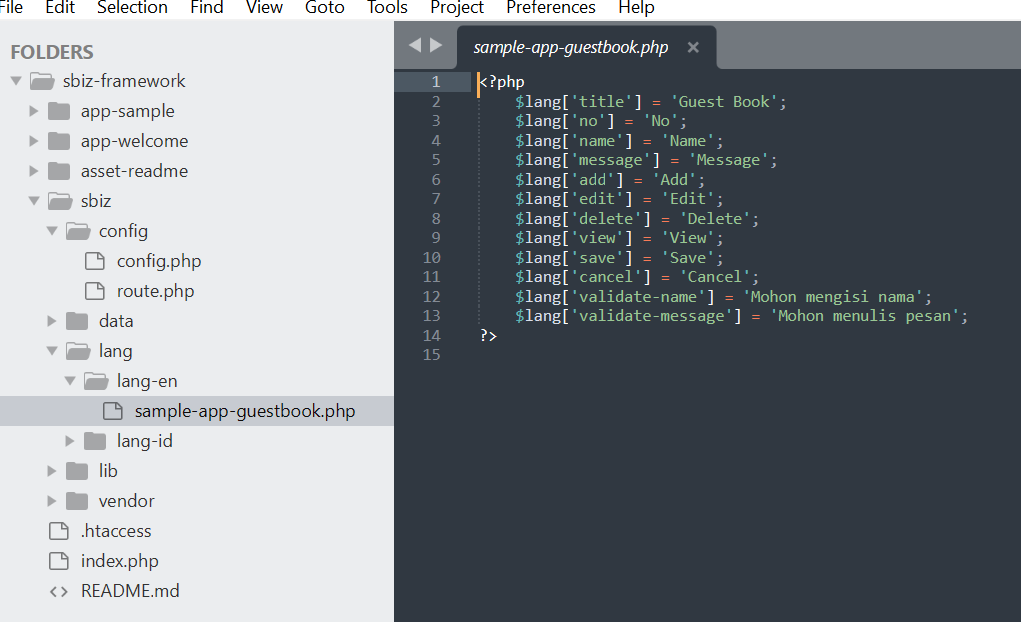 File Edit Selection Find View Goto Tools Project Preferences Help
FOLDERS
sbiz-framework
app-sample
app-welcome
asset-readme
sbiz
config
config.php
route.php
data
lang
lang-en
sample-app-guestbook.php
lang-id
lib
vendor
.htaccess
index.php
<> README.md
sample-app-guestbook.php ×
1 <?php
2 $lang['title'] = 'Guest Book';
3 $lang['no'] = 'No';
4 $lang['name'] = 'Name';
5 $lang['message'] = 'Message';
6 $lang['add'] = 'Add';
7 $lang['edit'] = 'Edit';
8 $lang['delete'] = 'Delete';
9 $lang['view'] = 'View';
10 $lang['save'] = 'Save';
11 $lang['cancel'] = 'Cancel';
12 $lang['validate-name'] = 'Mohon mengisi nama';
13 $lang['validate-message'] = 'Mohon menulis pesan';
14 ?>
15